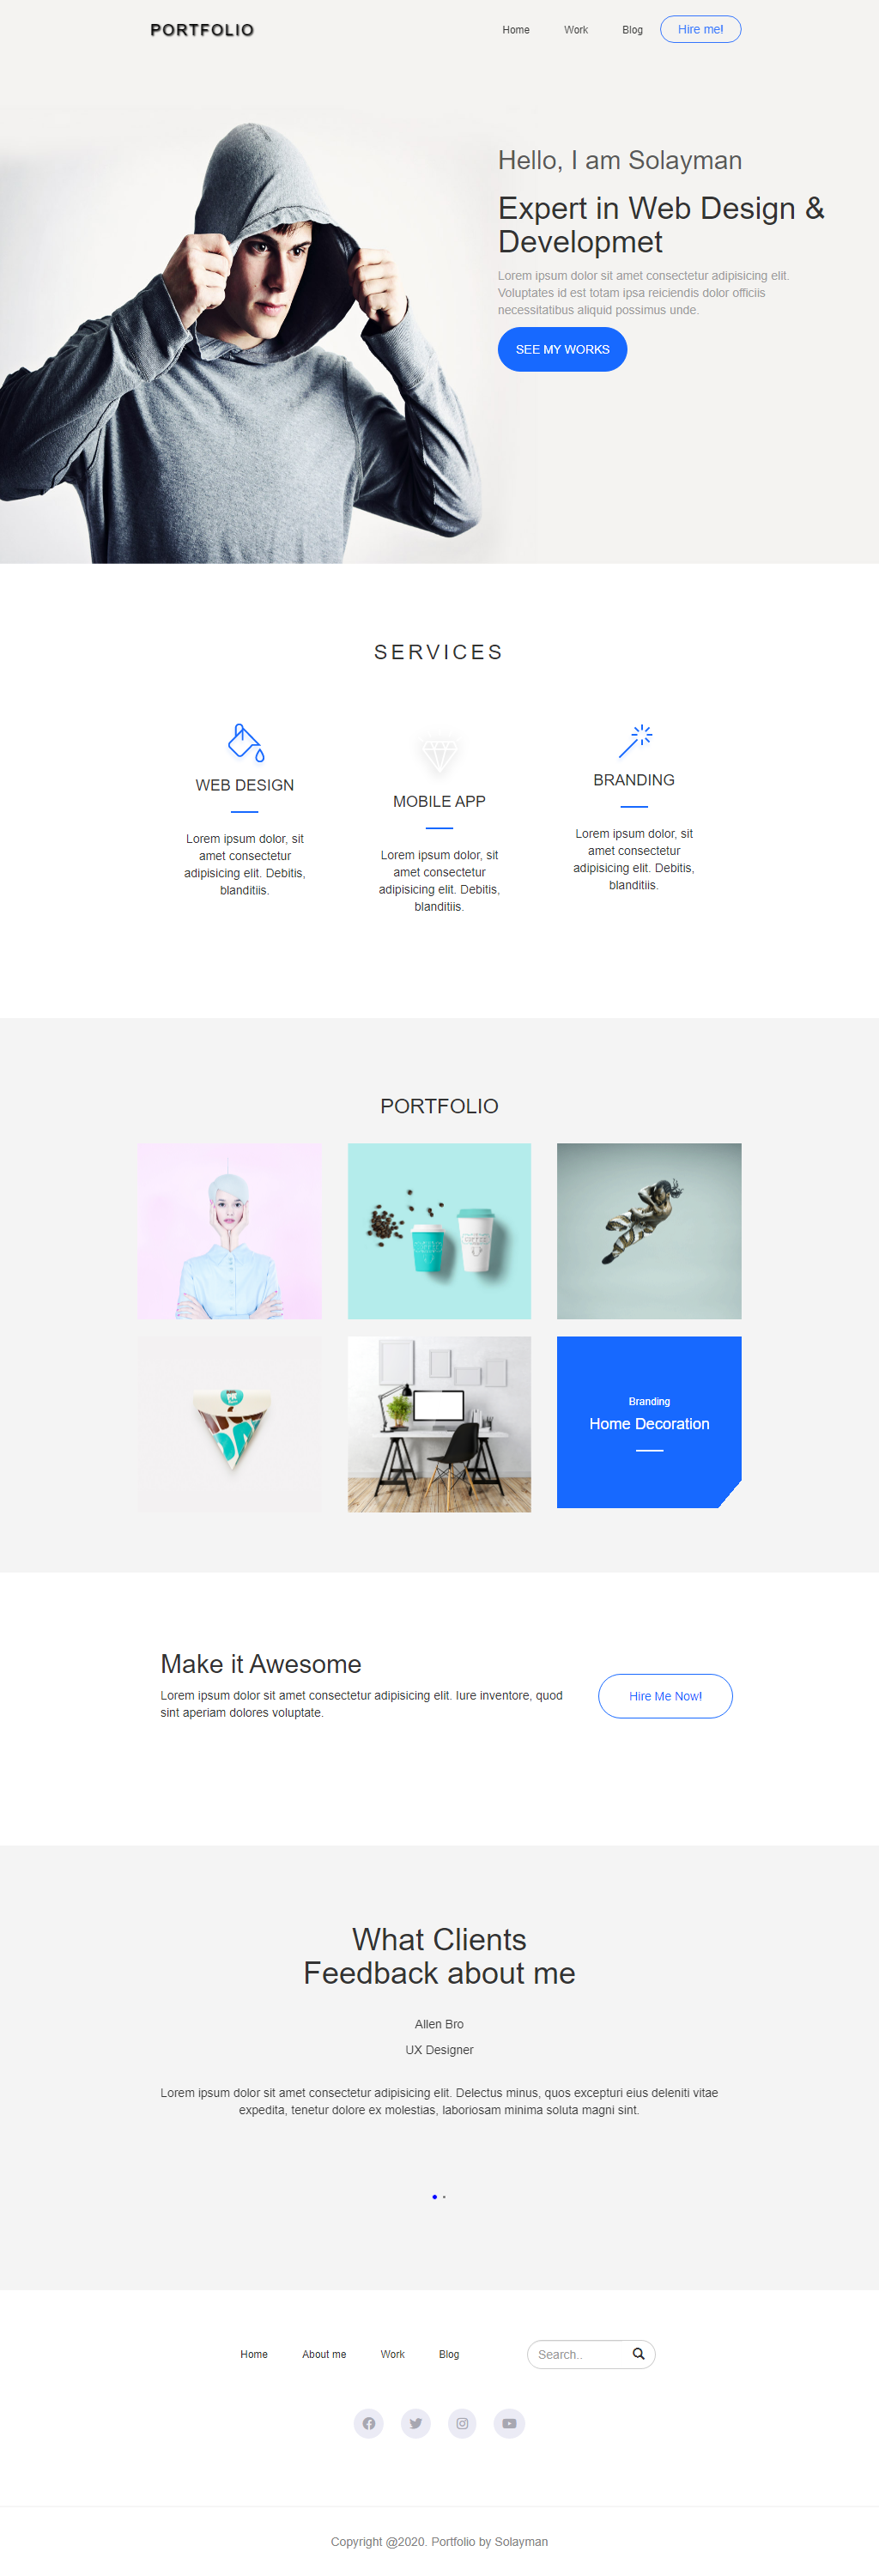 PORTFOLIO
Home Work Blog Hire me!
Hello, I am Solayman
Expert in Web Design &
Developmet
Lorem ipsum dolor sit amet consectetur adipisicing elit.
Voluptates id est totam ipsa reiciendis dolor officiis
necessitatibus aliquid possimus unde.
SEE MY WORKS
SERVICES
WEB DESIGN
Lorem ipsum dolor, sit
amet consectetur
adipisicing elit. Debitis,
blanditiis.
MOBILE APP
Lorem ipsum dolor, sit
amet consectetur
adipisicing elit. Debitis,
blanditiis.
BRANDING
Lorem ipsum dolor, sit
amet consectetur
adipisicing elit. Debitis,
blanditiis.
PORTFOLIO
COFFEE
COFFEE
Branding
Home Decoration
Make it Awesome
Lorem ipsum dolor sit amet consectetur adipisicing elit. Iure inventore, quod
sint aperiam dolores voluptate.
Hire Me Now!
What Clients
Feedback about me
Allen Bro
UX Designer
Lorem ipsum dolor sit amet consectetur adipisicing elit. Delectus minus, quos excepturi eius deleniti vitae
expedita, tenetur dolore ex molestias, laboriosam minima soluta magni sint.
Home About me Work Blog
Search..
Copyright @2020. Portfolio by Solayman